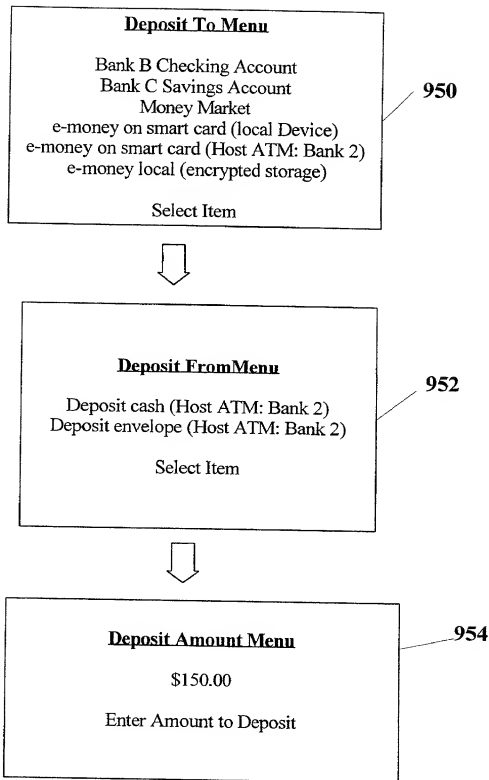 Deposit To Menu
Bank B Checking Account
Bank C Savings Account
Money Market
e-money on smart card (local Device)
e-money on smart card (Host ATM: Bank 2)
e-money local (encrypted storage)
Select Item
950
Deposit FromMenu
Deposit cash (Host ATM: Bank 2)
Deposit envelope (Host ATM: Bank 2)
Select Item
952
Deposit Amount Menu
$150.00
Enter Amount to Deposit
954